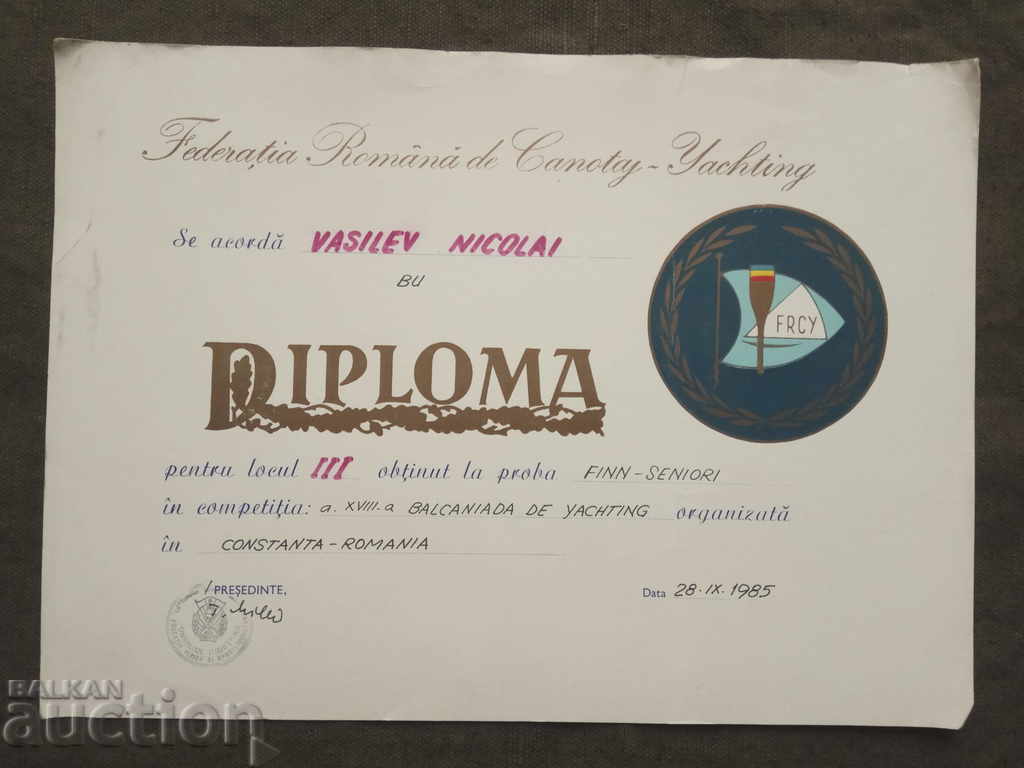 Federația Română de Canotaj - Yachting
Se acordă VASILEV NICOLAI
BU
FRCY
DIPLOMA
pentru locul III obținut la proba FINN-SENIORI
în competiția: a. XVIII.a BALCANIADA DE YACHTING organizată
în CONSTANTA - ROMANIA
PREȘEDINTE,
Data 28.IX.1985
BALKAN
auction